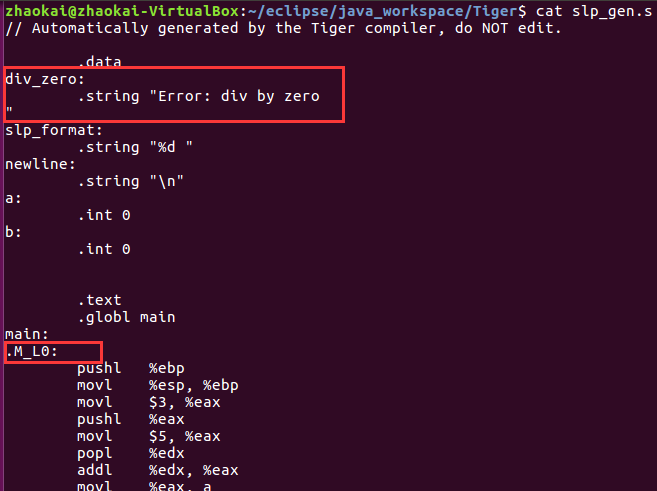 zhaokai@zhaokai-VirtualBox:~/eclipse/java_workspace/Tiger$ cat slp_gen.s
// Automatically generated by the Tiger compiler, do NOT edit.
.data
div_zero:
.string "Error: div by zero
"
slp_format:
.string "%d "
newline:
.string "\n"
a:
.int 0
b:
.int 0
.text
.globl main
main:
.M_L0:
pushl %ebp
movl %esp, %ebp
movl $3, %eax
pushl %eax
movl $5, %eax
popl %edx
addl %edx, %eax
movl %eax, a